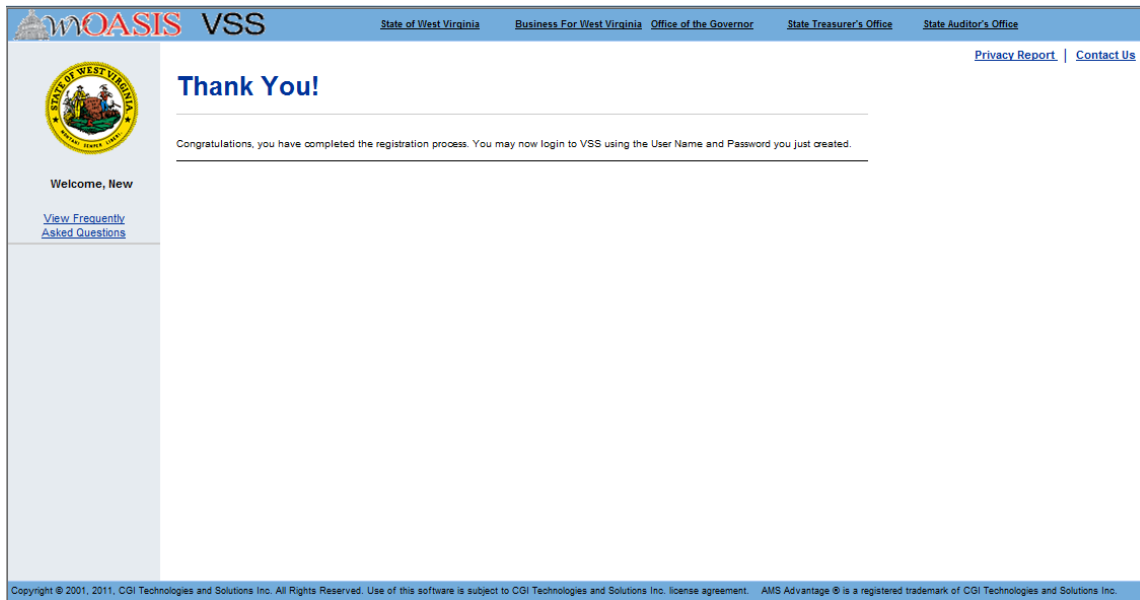 wvOASIS VSS
State of West Virginia Business For West Virginia Office of the Governor State Treasurer's Office State Auditor's Office
Privacy Report | Contact Us
STATE OF WEST VIRGINIA
MONTANI SEMPER LIBERI
Thank You!
Congratulations, you have completed the registration process. You may now login to VSS using the User Name and Password you just created.
Welcome, New
View Frequently
Asked Questions
Copyright © 2001, 2011, CGI Technologies and Solutions Inc. All Rights Reserved. Use of this software is subject to CGI Technologies and Solutions Inc. license agreement. AMS Advantage ® is a registered trademark of CGI Technologies and Solutions Inc.